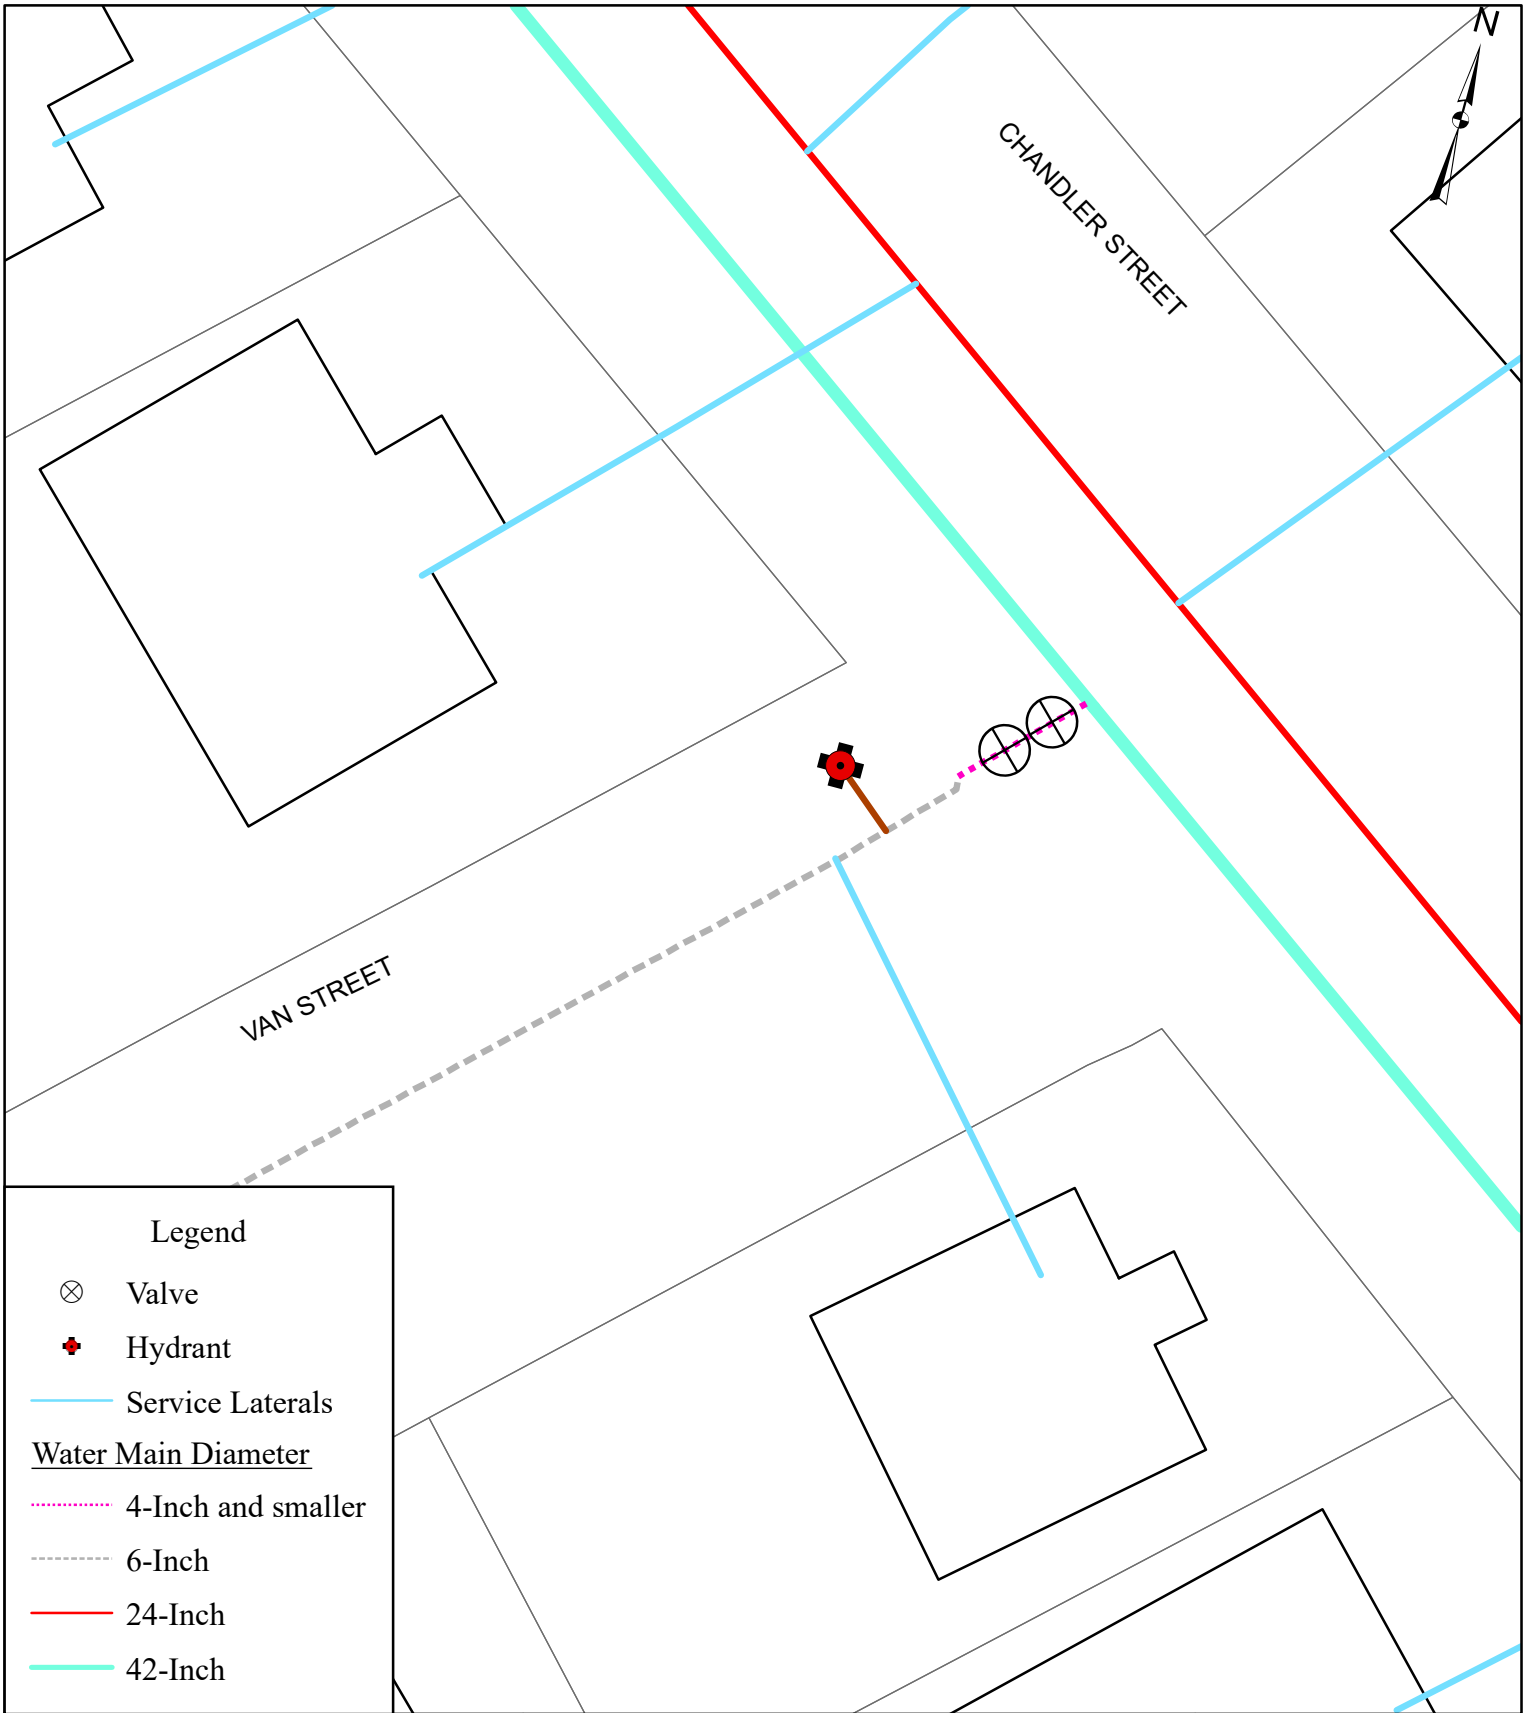 N
CHANDLER STREET
VAN STREET
Legend
Valve
Hydrant
Service Laterals
Water Main Diameter
4-Inch and smaller
6-Inch
24-Inch
42-Inch